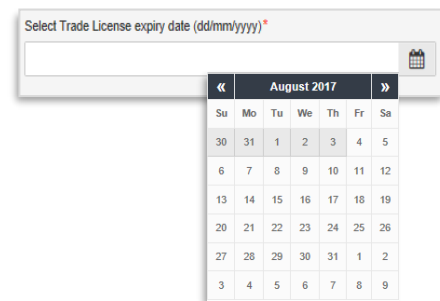 Select Trade License expiry date (dd/mm/yyyy)*
« August 2017 »
Su Mo Tu We Th Fr Sa
30 31 1 2 3 4 5
6 7 8 9 10 11 12
13 14 15 16 17 18 19
20 21 22 23 24 25 26
27 28 29 30 31 1 2
3 4 5 6 7 8 9